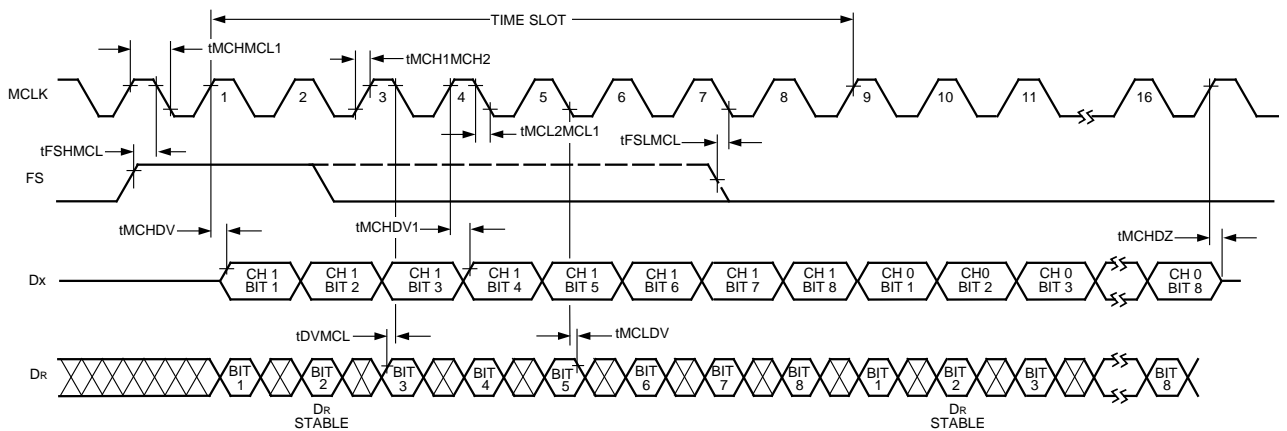 TIME SLOT
tMCHMCL1
tMCH1MCH2
MCLK
1 2 3 4 5 6 7 8 9 10 11 16
tMCL2MCL1
tFSHMCL
tFSLMCL
FS
tMCHDV
tMCHDV1
tMCHDZ
DX
CH 1 BIT 1
CH 1 BIT 2
CH 1 BIT 3
CH 1 BIT 4
CH 1 BIT 5
CH 1 BIT 6
CH 1 BIT 7
CH 1 BIT 8
CH 0 BIT 1
CH0 BIT 2
CH 0 BIT 3
CH 0 BIT 8
tDVMCL
tMCLDV
DR
BIT 1
BIT 2
BIT 3
BIT 4
BIT 5
BIT 6
BIT 7
BIT 8
BIT 1
BIT 2
BIT 3
BIT 8
DR STABLE
DR STABLE